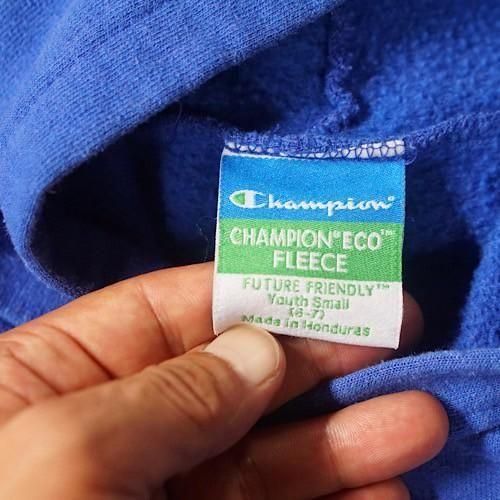 Champion®
CHAMPION® ECO™
FLEECE
FUTURE FRIENDLY™
Youth Small
(6-7)
Made in Honduras